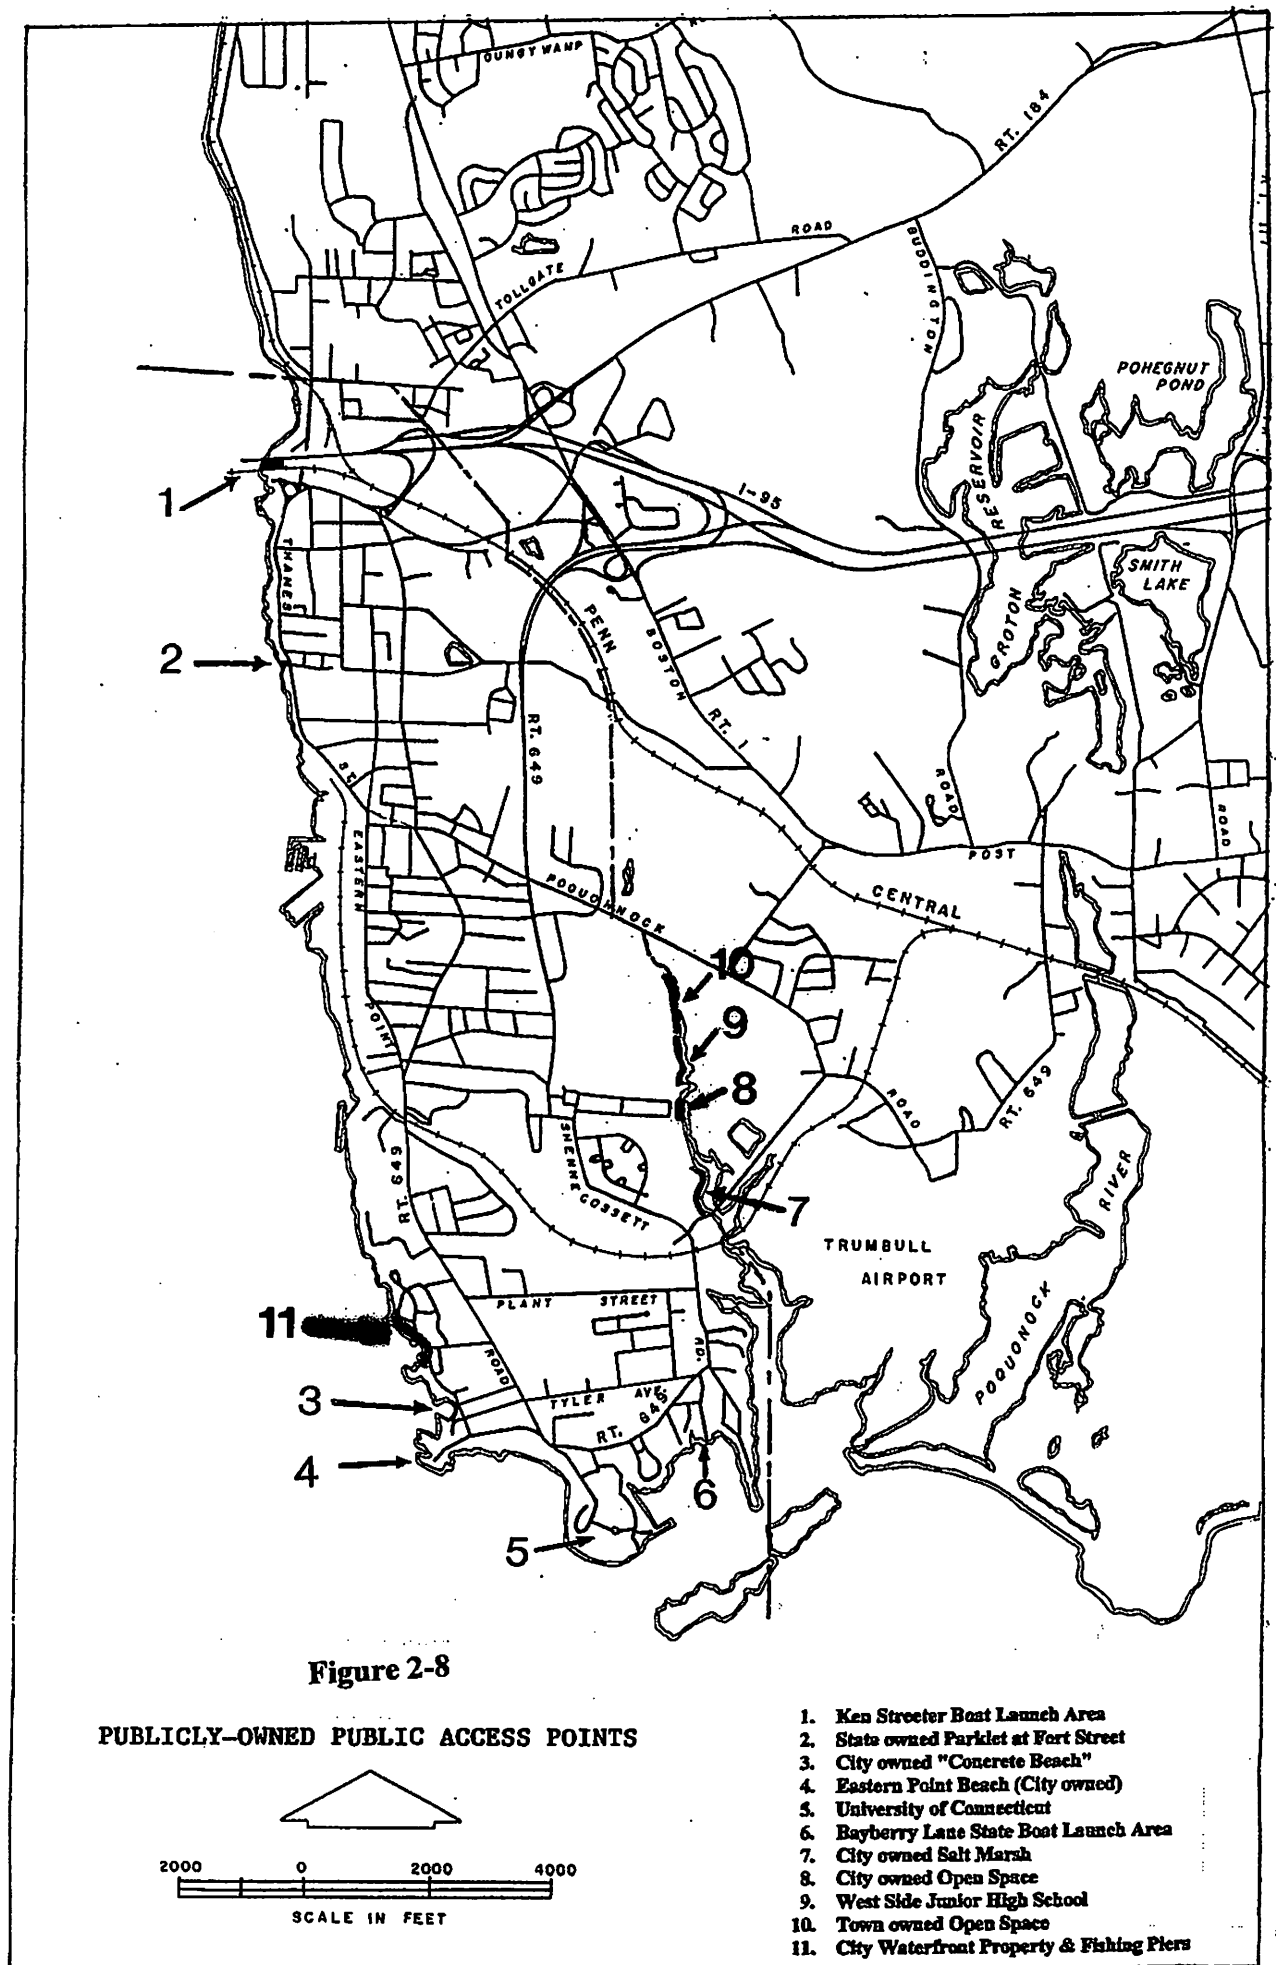 OUNGTWAMP
RT. 184
ROAD
TOLLGATE
BUDDINGTON
POHEGNUT
POND
RESERVOIR
I-95
1
THAMES
SMITH
LAKE
PENN
BOSTON
GROTON
2
RT. 1
RT. 649
ST.
ROAD
ROAD
EASTERN
POST
POQUONNOCK
CENTRAL
10
9
POINT
8
ROAD
RT. 649
SHENNECOSSETT
RT. 649
RIVER
7
TRUMBULL
AIRPORT
PLANT STREET
POQUONOCK
11
RD.
ROAD
3
TYLER AVE.
RT. 649
4
6
5
Figure 2-8
PUBLICLY-OWNED PUBLIC ACCESS POINTS
2000 0 2000 4000
SCALE IN FEET
1. Ken Streeter Boat Launch Area
2. State owned Parklet at Fort Street
3. City owned "Concrete Beach"
4. Eastern Point Beach (City owned)
5. University of Connecticut
6. Bayberry Lane State Boat Launch Area
7. City owned Salt Marsh
8. City owned Open Space
9. West Side Junior High School
10. Town owned Open Space
11. City Waterfront Property & Fishing Piers